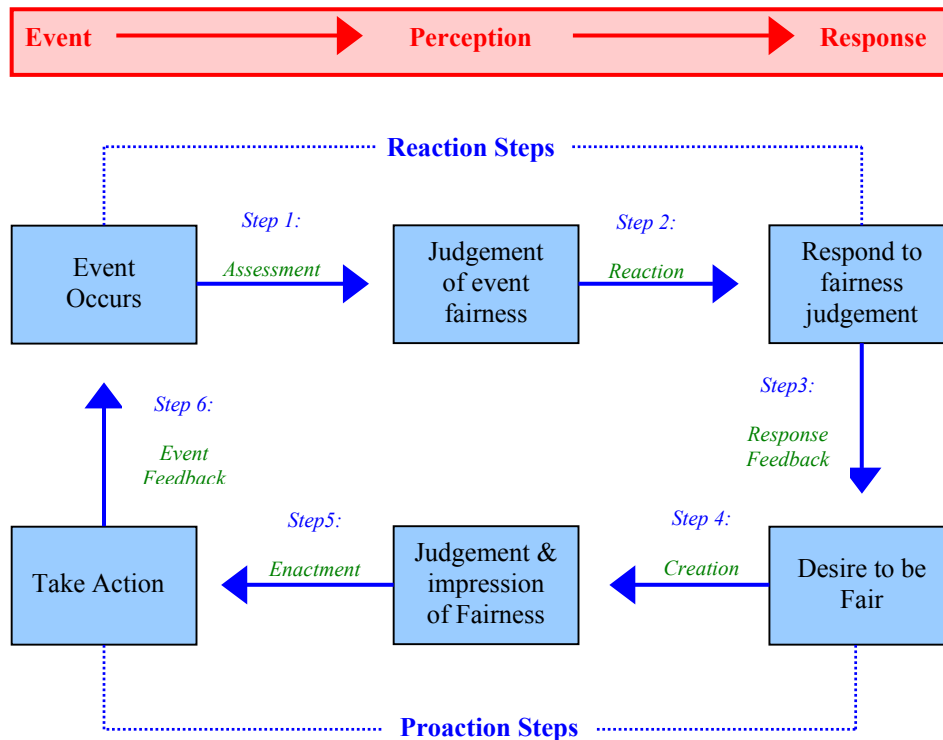 Event Perception Response
Reaction Steps
Step 1:
Assessment
Step 2:
Reaction
Event
Occurs
Judgement
of event
fairness
Respond to
fairness
judgement
Step3:
Response
Feedback
Step 6:
Event
Feedback
Step 4:
Creation
Step5:
Enactment
Desire to be
Fair
Judgement &
impression
of Fairness
Take Action
Proaction Steps